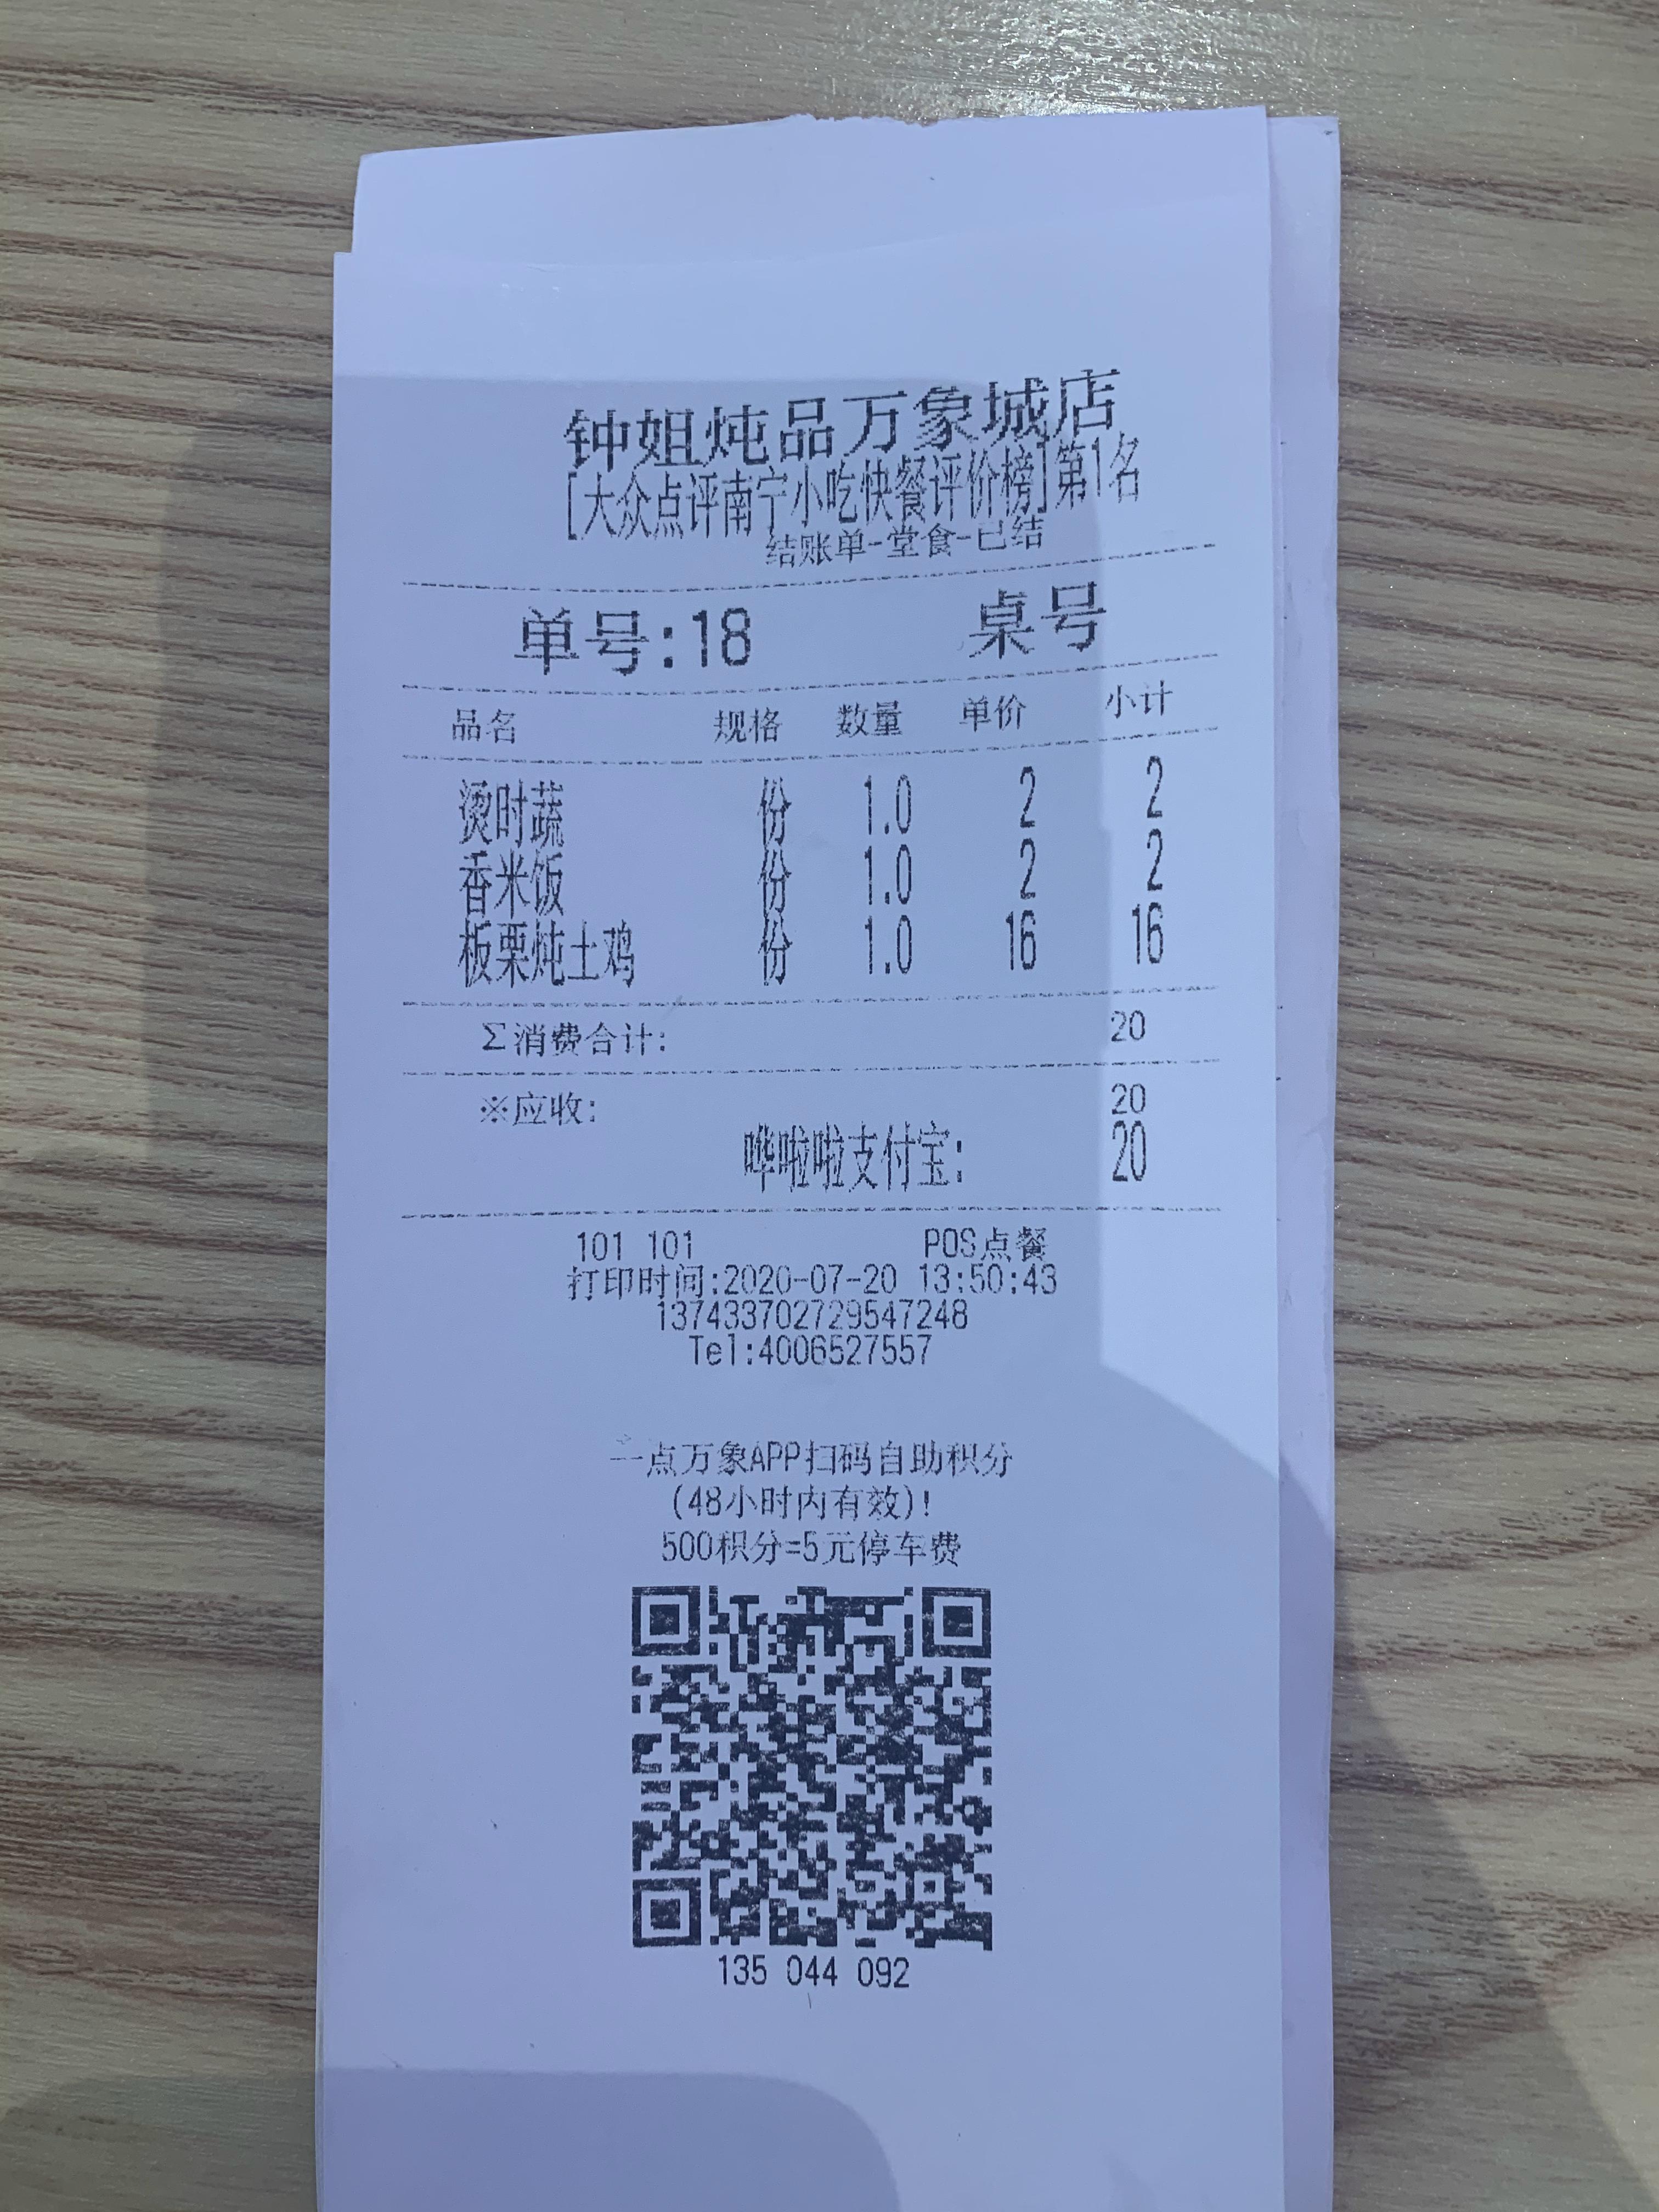 钟姐炖品万象城店
[大众点评南宁小吃快餐评价榜]第1名
结账单-堂食-已结
单号:18 桌号
品名 规格 数量 单价 小计
烫时蔬 份 1.0 2 2
香米饭 份 1.0 2 2
板栗炖土鸡 份 1.0 16 16
Σ消费合计: 20
※应收: 20
哗啦啦支付宝: 20
101 101 POS点餐
打印时间:2020-07-20 13:50:43
137433702729547248
Tel:4006527557
一点万象APP扫码自助积分
(48小时内有效)!
500积分=5元停车费
135 044 092